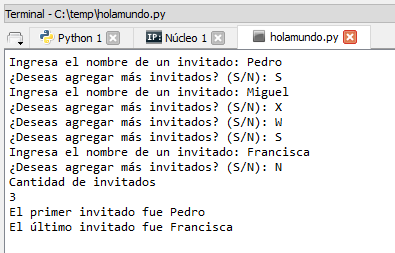 Terminal - C:\temp\holamundo.py
Python 1 IP: Núcleo 1 holamundo.py
Ingresa el nombre de un invitado: Pedro
¿Deseas agregar más invitados? (S/N): S
Ingresa el nombre de un invitado: Miguel
¿Deseas agregar más invitados? (S/N): X
¿Deseas agregar más invitados? (S/N): W
¿Deseas agregar más invitados? (S/N): S
Ingresa el nombre de un invitado: Francisca
¿Deseas agregar más invitados? (S/N): N
Cantidad de invitados
3
El primer invitado fue Pedro
El último invitado fue Francisca